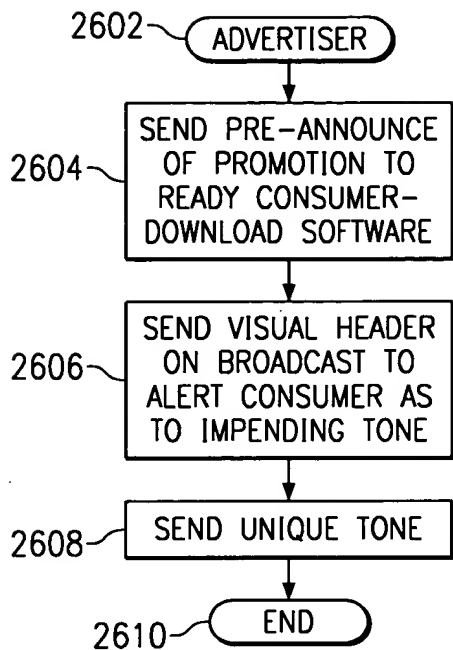 2602
ADVERTISER
2604
SEND PRE-ANNOUNCE
OF PROMOTION TO
READY CONSUMER-
DOWNLOAD SOFTWARE
2606
SEND VISUAL HEADER
ON BROADCAST TO
ALERT CONSUMER AS
TO IMPENDING TONE
2608
SEND UNIQUE TONE
2610
END